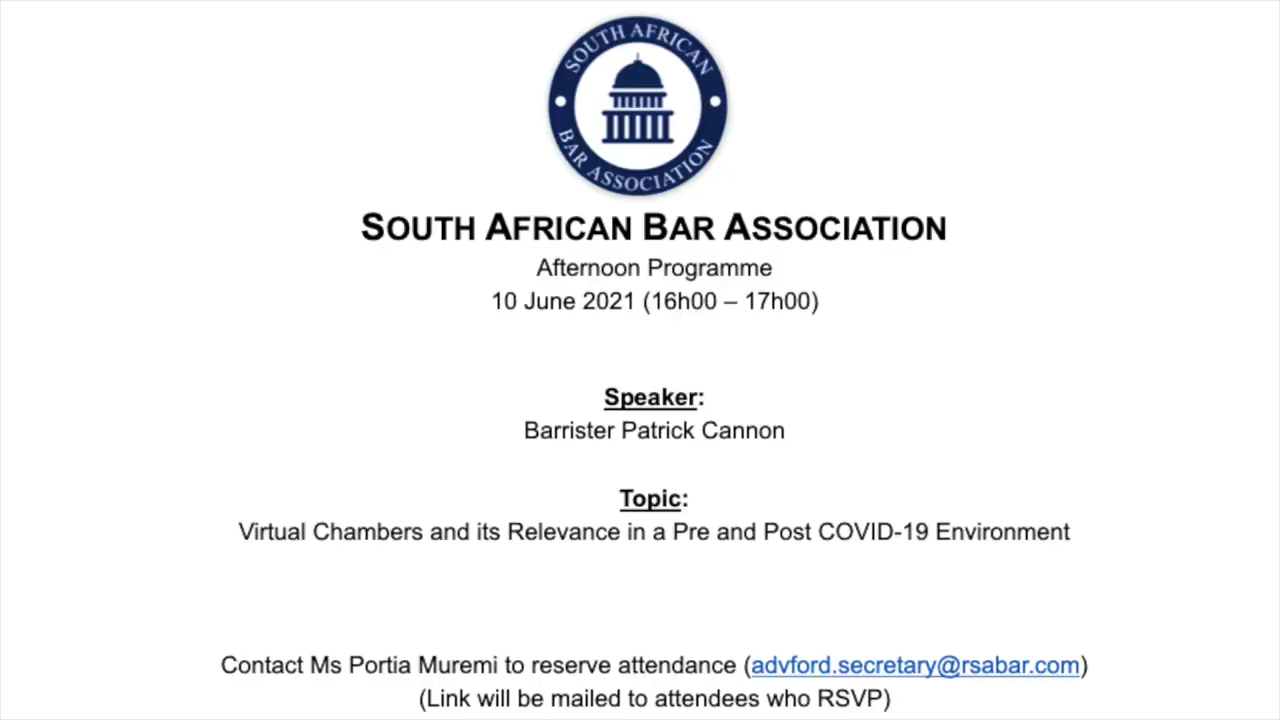 SOUTH AFRICAN
BAR ASSOCIATION
SOUTH AFRICAN BAR ASSOCIATION
Afternoon Programme
10 June 2021 (16h00 – 17h00)
Speaker:
Barrister Patrick Cannon
Topic:
Virtual Chambers and its Relevance in a Pre and Post COVID-19 Environment
Contact Ms Portia Muremi to reserve attendance (advford.secretary@rsabar.com)
(Link will be mailed to attendees who RSVP)